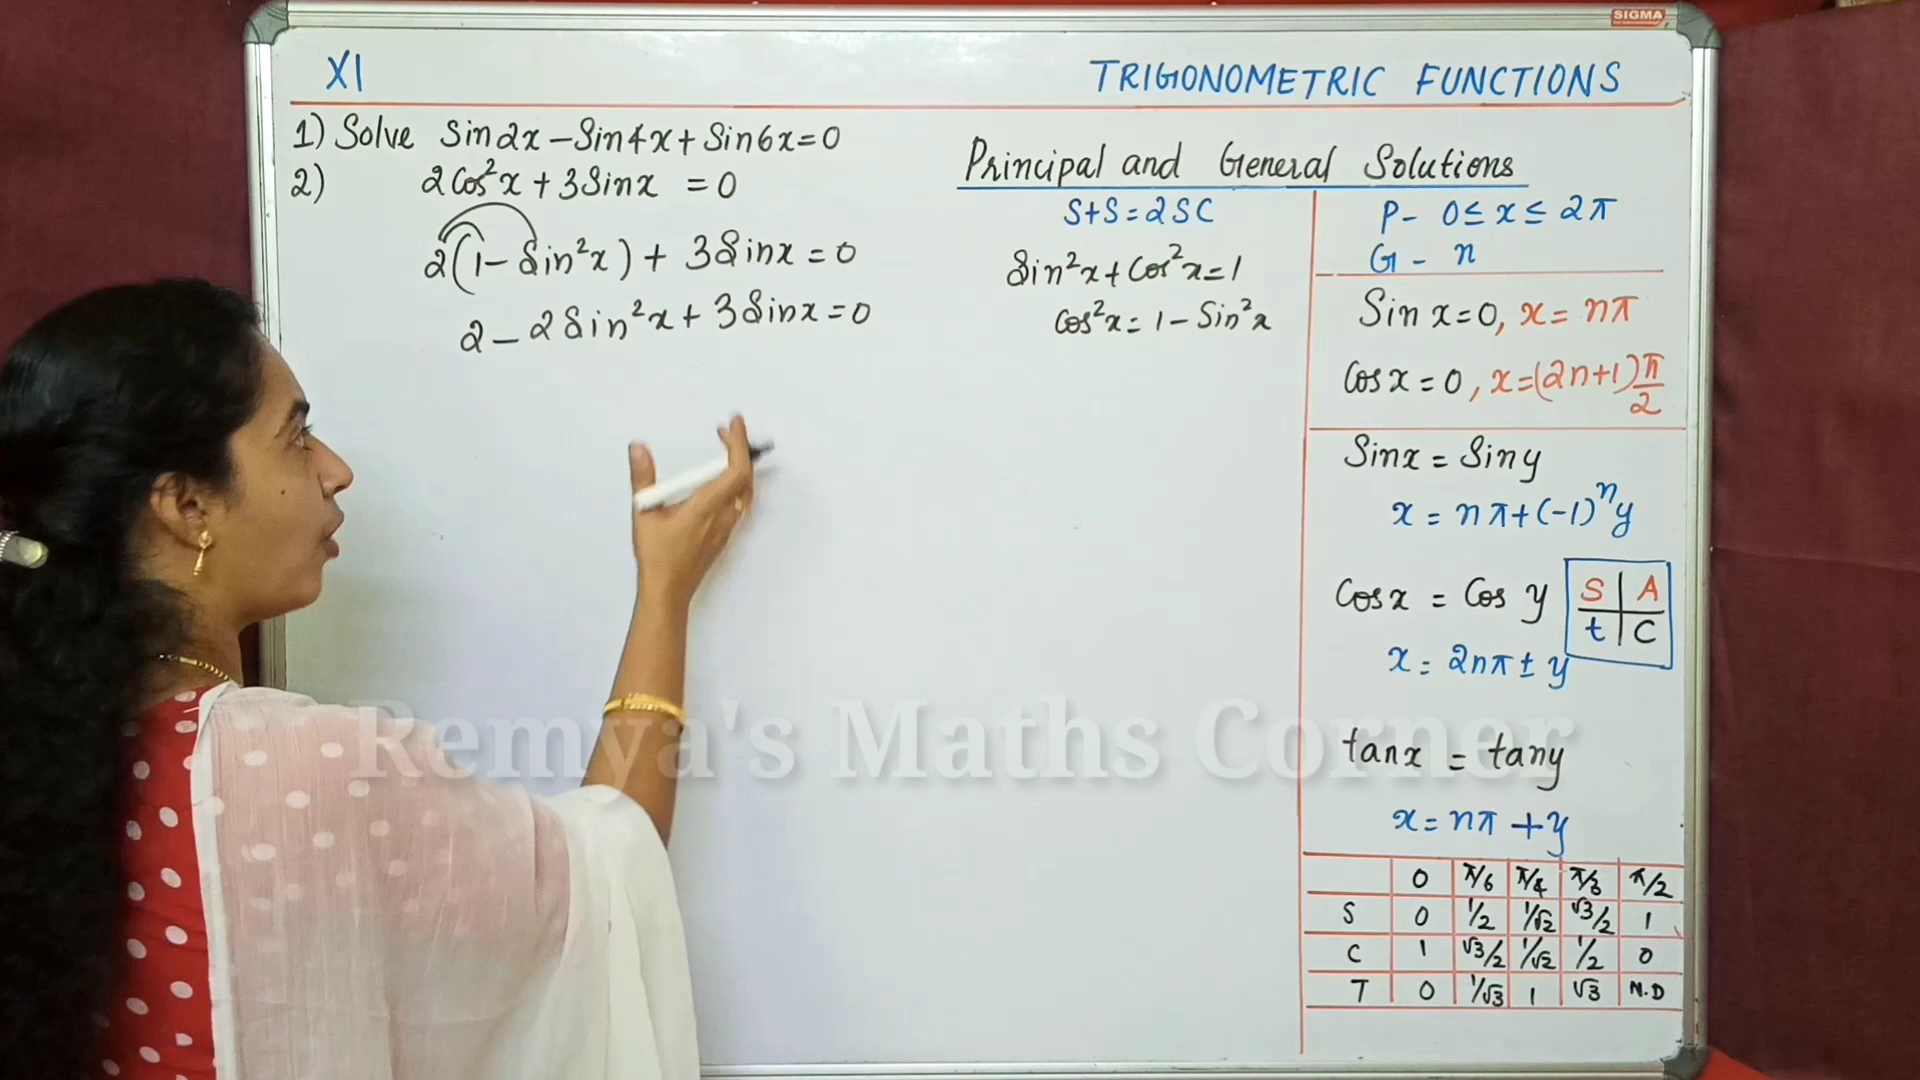 SIGMA
XI
TRIGONOMETRIC FUNCTIONS
1) Solve Sin2x - Sin4x + Sin6x = 0
2) 2Cos²x + 3Sinx = 0
2(1 - Sin²x) + 3Sinx = 0
2 - 2Sin²x + 3Sinx = 0
Principal and General Solutions
S+S = 2SC
Sin²x + Cos²x = 1
Cos²x = 1 - Sin²x
P - 0 ≤ x ≤ 2π
G - n
Sinx = 0, x = nπ
Cosx = 0, x = (2n+1)π/2
Sinx = Siny
x = nπ + (-1)ⁿy
Cosx = Cosy
S A
t C
x = 2nπ ± y
tanx = tany
x = nπ + y
0 π/6 π/4 π/3 π/2
S 0 1/2 1/√2 √3/2 1
C 1 √3/2 1/√2 1/2 0
T 0 1/√3 1 √3 N.D
Remya's Maths Corner